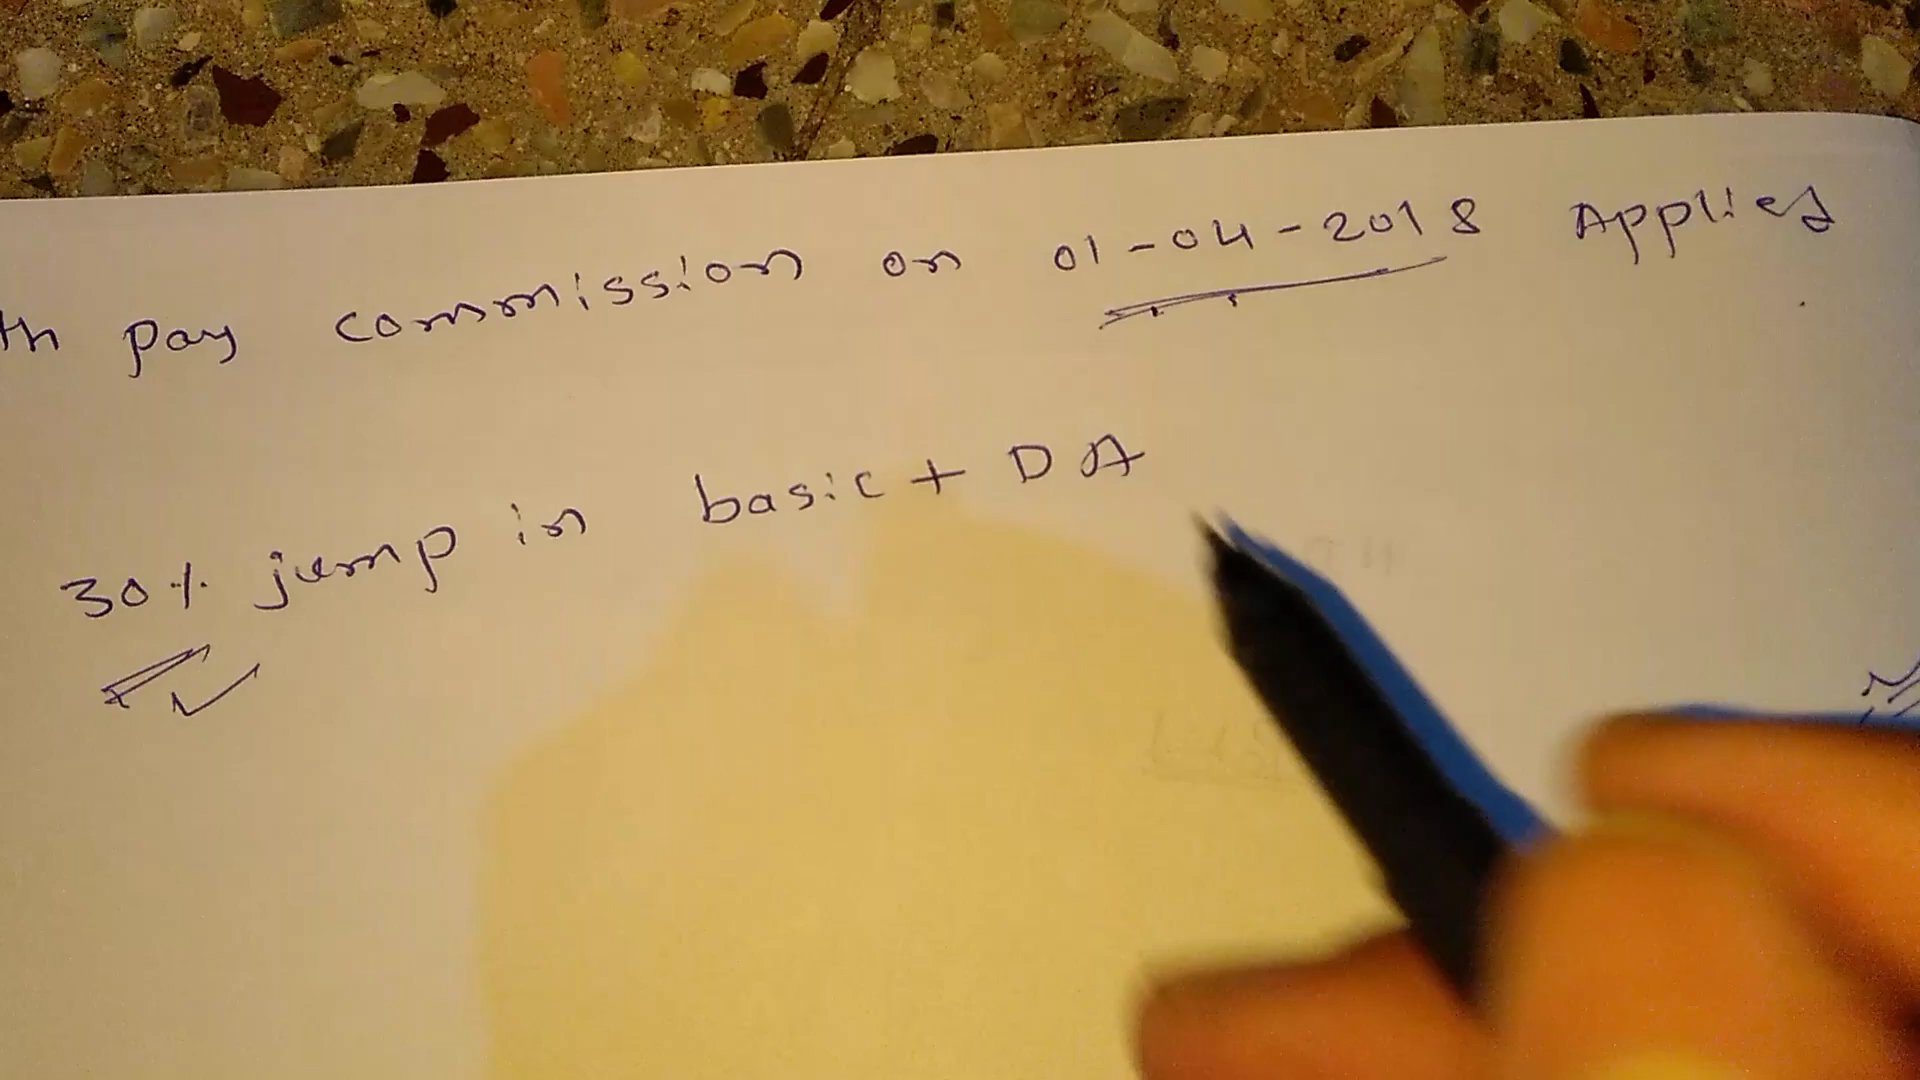 th pay commission on 01-04-2018 Applied
30% jump in basic + DA